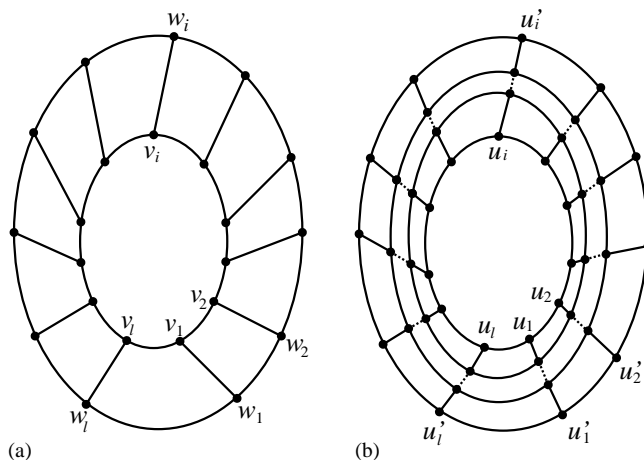 w_i
v_i
v_2
v_l v_1
w_2
w_l
w_1
(a)
u_i'
u_i
u_2
u_l u_1
u_2'
u_l'
u_1'
(b)